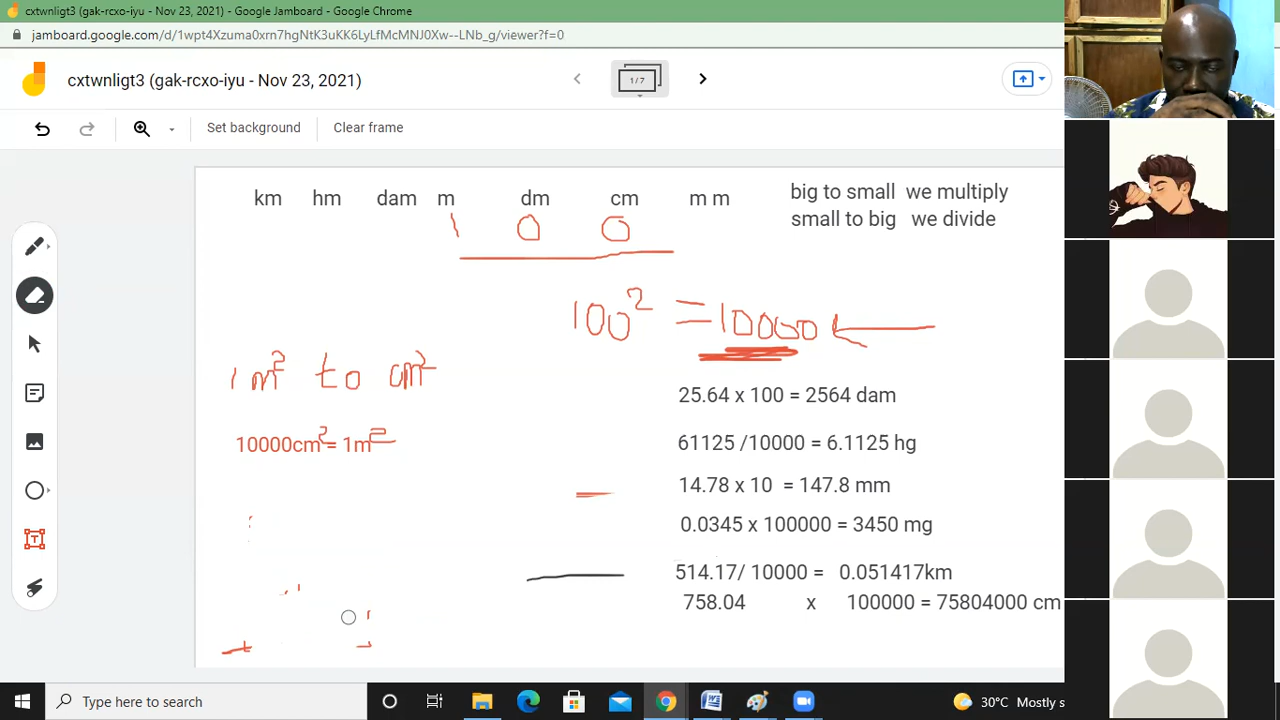 cxtwnligt3 (gak-rcxo-iyu - Nov 23, 2021) - Google Jamboard - Google Chrome
jamboard.google.com/d/1wpt4Xzuma0xrn7hgNtK3uKK6LyLTMcMNJ0Xw--LNb_g/viewer?f=0
cxtwnligt3 (gak-rcxo-iyu - Nov 23, 2021)
1/7
Set background
Clear frame
km hm dam m dm cm m m
big to small we multiply
small to big we divide
1 0 0
100² = 10000
1m² to cm²
10000cm² = 1m²
25.64 x 100 = 2564 dam
61125 /10000 = 6.1125 hg
14.78 x 10 = 147.8 mm
0.0345 x 100000 = 3450 mg
514.17/ 10000 = 0.051417km
758.04 x 100000 = 75804000 cm
Type here to search
30°C Mostly s